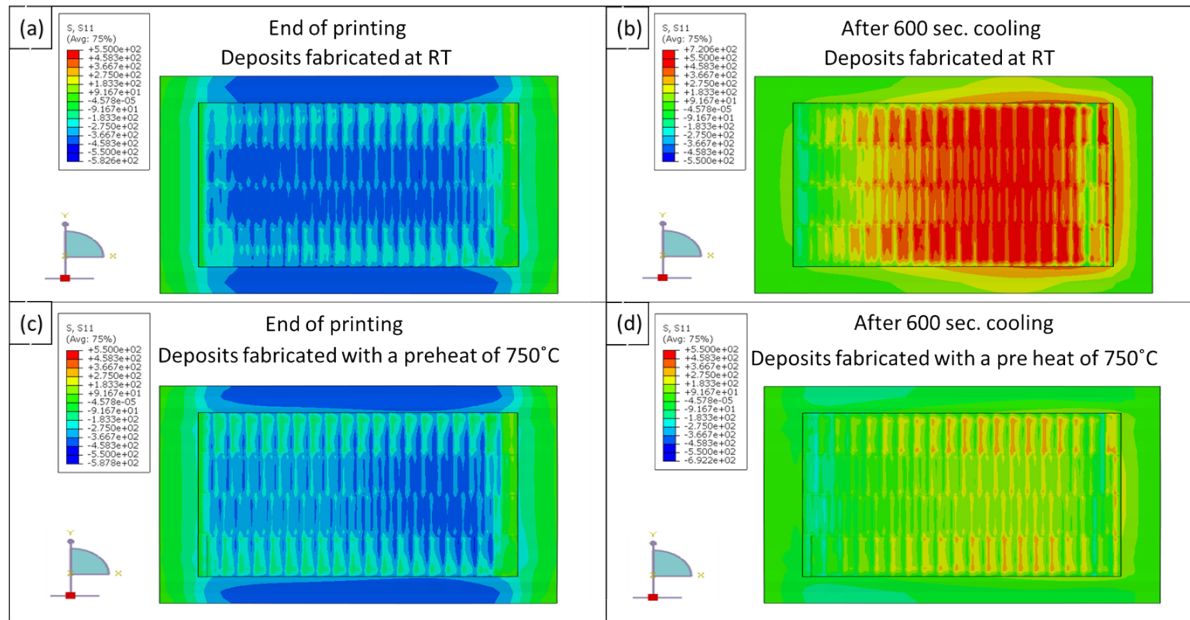 (a)
S, S11
(Avg: 75%)
+5.500e+02
+4.583e+02
+3.667e+02
+2.750e+02
+1.833e+02
+9.167e+01
-4.578e-05
-9.167e+01
-1.833e+02
-2.750e+02
-3.667e+02
-4.583e+02
-5.500e+02
-5.826e+02
End of printing
Deposits fabricated at RT
Y
X
(b)
S, S11
(Avg: 75%)
+7.206e+02
+5.500e+02
+4.583e+02
+3.667e+02
+2.750e+02
+1.833e+02
+9.167e+01
-4.578e-05
-9.167e+01
-1.833e+02
-2.750e+02
-3.667e+02
-4.583e+02
-5.500e+02
After 600 sec. cooling
Deposits fabricated at RT
Y
X
(c)
S, S11
(Avg: 75%)
+5.500e+02
+4.583e+02
+3.667e+02
+2.750e+02
+1.833e+02
+9.167e+01
-4.578e-05
-9.167e+01
-1.833e+02
-2.750e+02
-3.667e+02
-4.583e+02
-5.500e+02
-5.878e+02
End of printing
Deposits fabricated with a preheat of 750˚C
Y
X
(d)
S, S11
(Avg: 75%)
+5.500e+02
+4.583e+02
+3.667e+02
+2.750e+02
+1.833e+02
+9.167e+01
-4.578e-05
-9.167e+01
-1.833e+02
-2.750e+02
-3.667e+02
-4.583e+02
-5.500e+02
-6.922e+02
After 600 sec. cooling
Deposits fabricated with a pre heat of 750˚C
Y
X